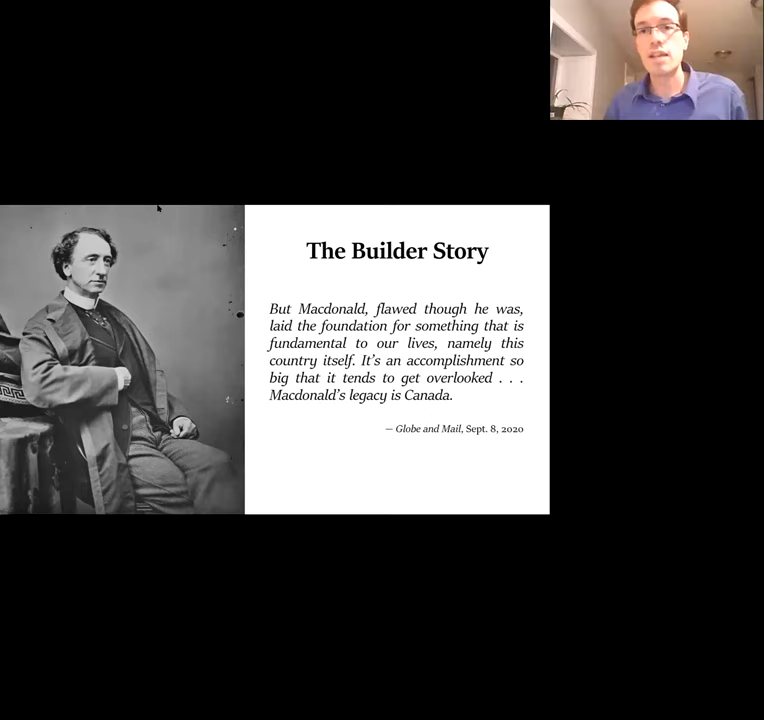 The Builder Story
But Macdonald, flawed though he was,
laid the foundation for something that is
fundamental to our lives, namely this
country itself. It’s an accomplishment so
big that it tends to get overlooked . . .
Macdonald’s legacy is Canada.
— Globe and Mail, Sept. 8, 2020